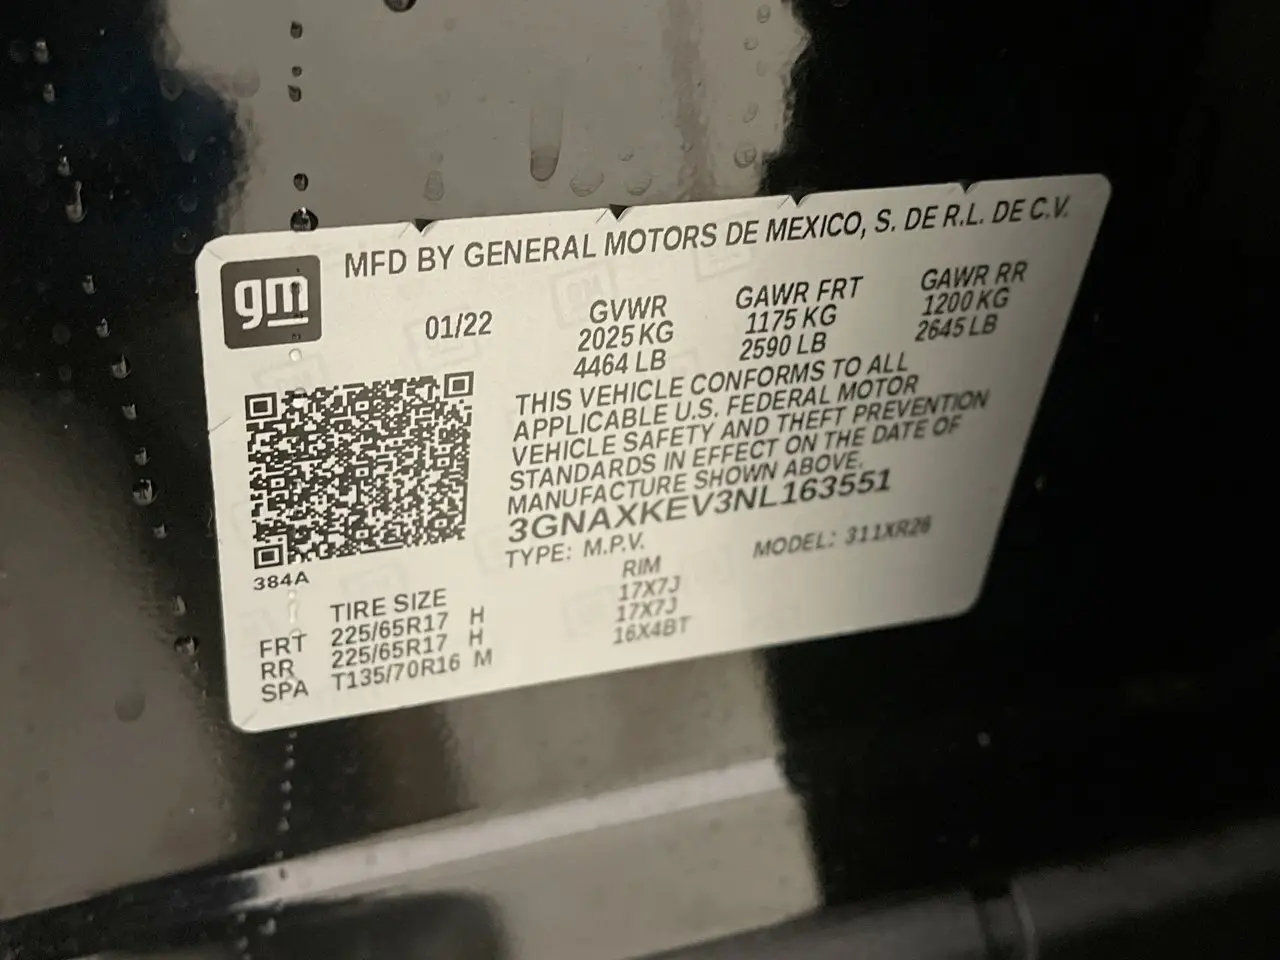 MFD BY GENERAL MOTORS DE MEXICO, S. DE R.L. DE C.V.
gm
01/22
GVWR
2025 KG
4464 LB
GAWR FRT
1175 KG
2590 LB
GAWR RR
1200 KG
2645 LB
THIS VEHICLE CONFORMS TO ALL
APPLICABLE U.S. FEDERAL MOTOR
VEHICLE SAFETY AND THEFT PREVENTION
STANDARDS IN EFFECT ON THE DATE OF
MANUFACTURE SHOWN ABOVE.
3GNAXKEV3NL163551
TYPE: M.P.V. MODEL: 311XR26
384A
TIRE SIZE RIM
FRT 225/65R17 H 17X7J
RR 225/65R17 H 17X7J
SPA T135/70R16 M 16X4BT